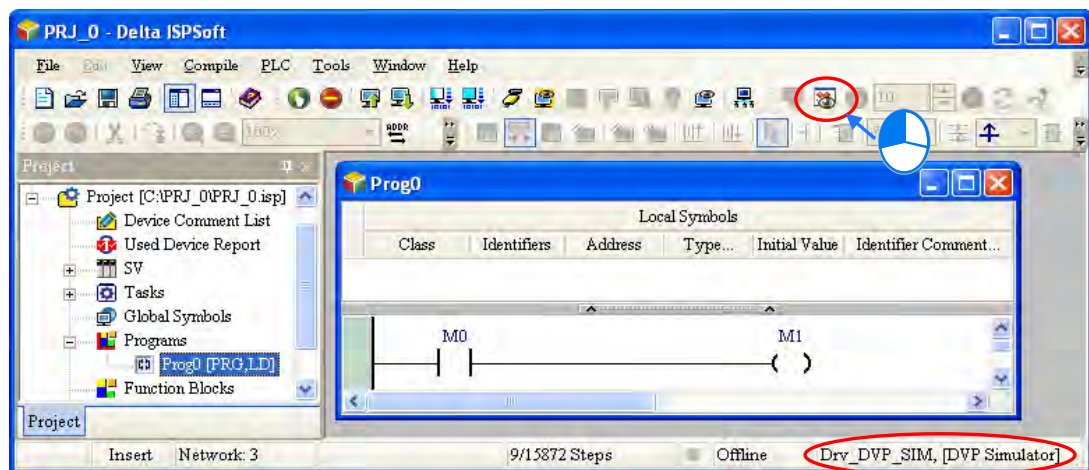 PRJ_0 - Delta ISPSoft
File Edit View Compile PLC Tools Window Help
100%
ADDR
Project
Project [C:\PRJ_0\PRJ_0.isp]
Device Comment List
Used Device Report
SV
Tasks
Global Symbols
Programs
Prog0 [PRG,LD]
Function Blocks
Project
Prog0
Local Symbols
Class Identifiers Address Type... Initial Value Identifier Comment...
M0 M1
Insert Network: 3 9/15872 Steps Offline Drv_DVP_SIM, [DVP Simulator]